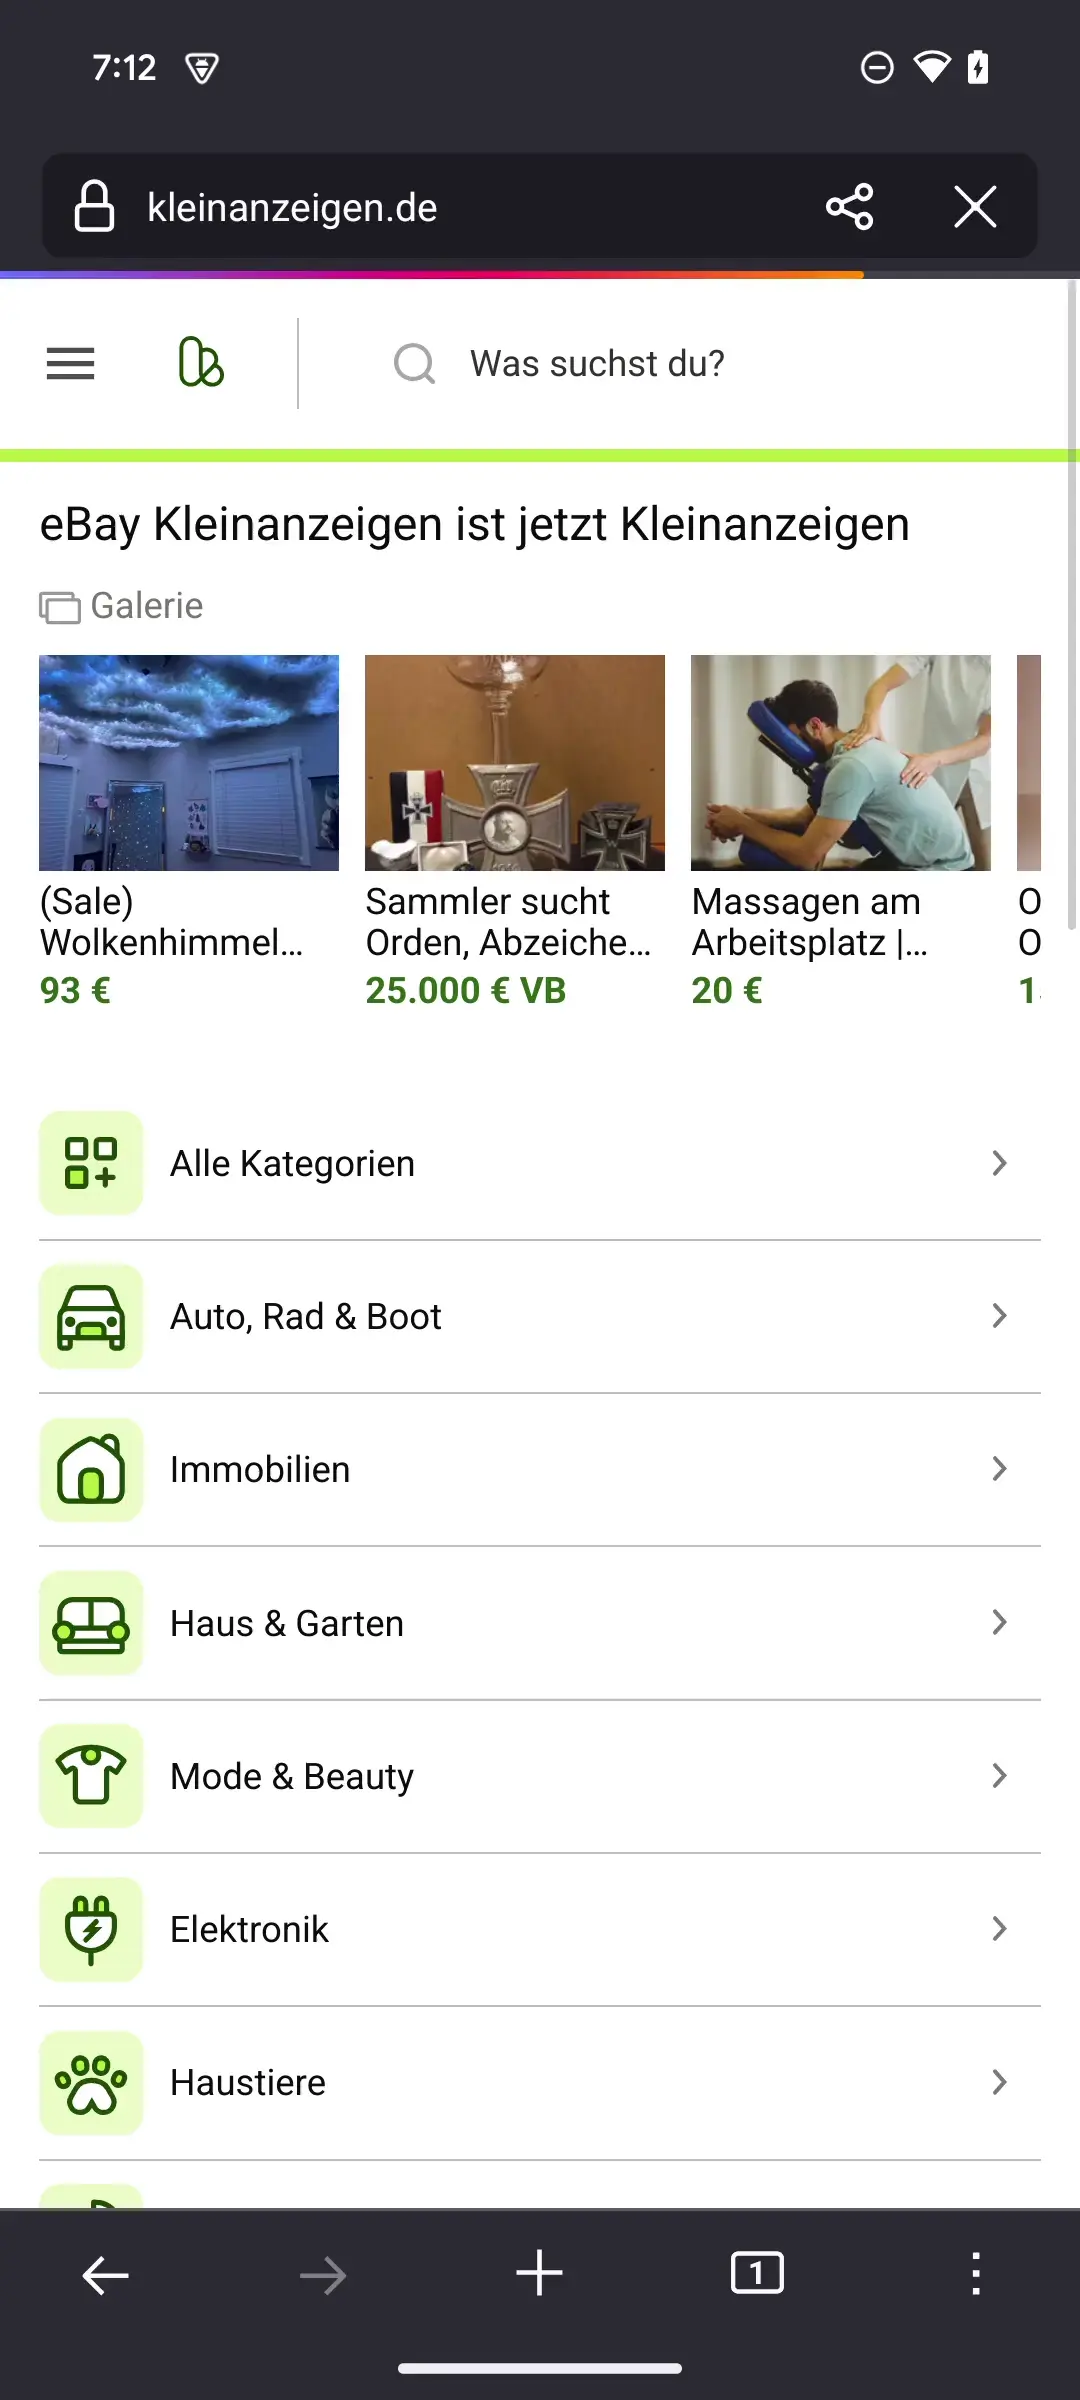 7:12
kleinanzeigen.de
Was suchst du?
eBay Kleinanzeigen ist jetzt Kleinanzeigen
Galerie
(Sale)
Wolkenhimmel...
93 €
Sammler sucht
Orden, Abzeiche...
25.000 € VB
Massagen am
Arbeitsplatz |...
20 €
Alle Kategorien
Auto, Rad & Boot
Immobilien
Haus & Garten
Mode & Beauty
Elektronik
Haustiere
1